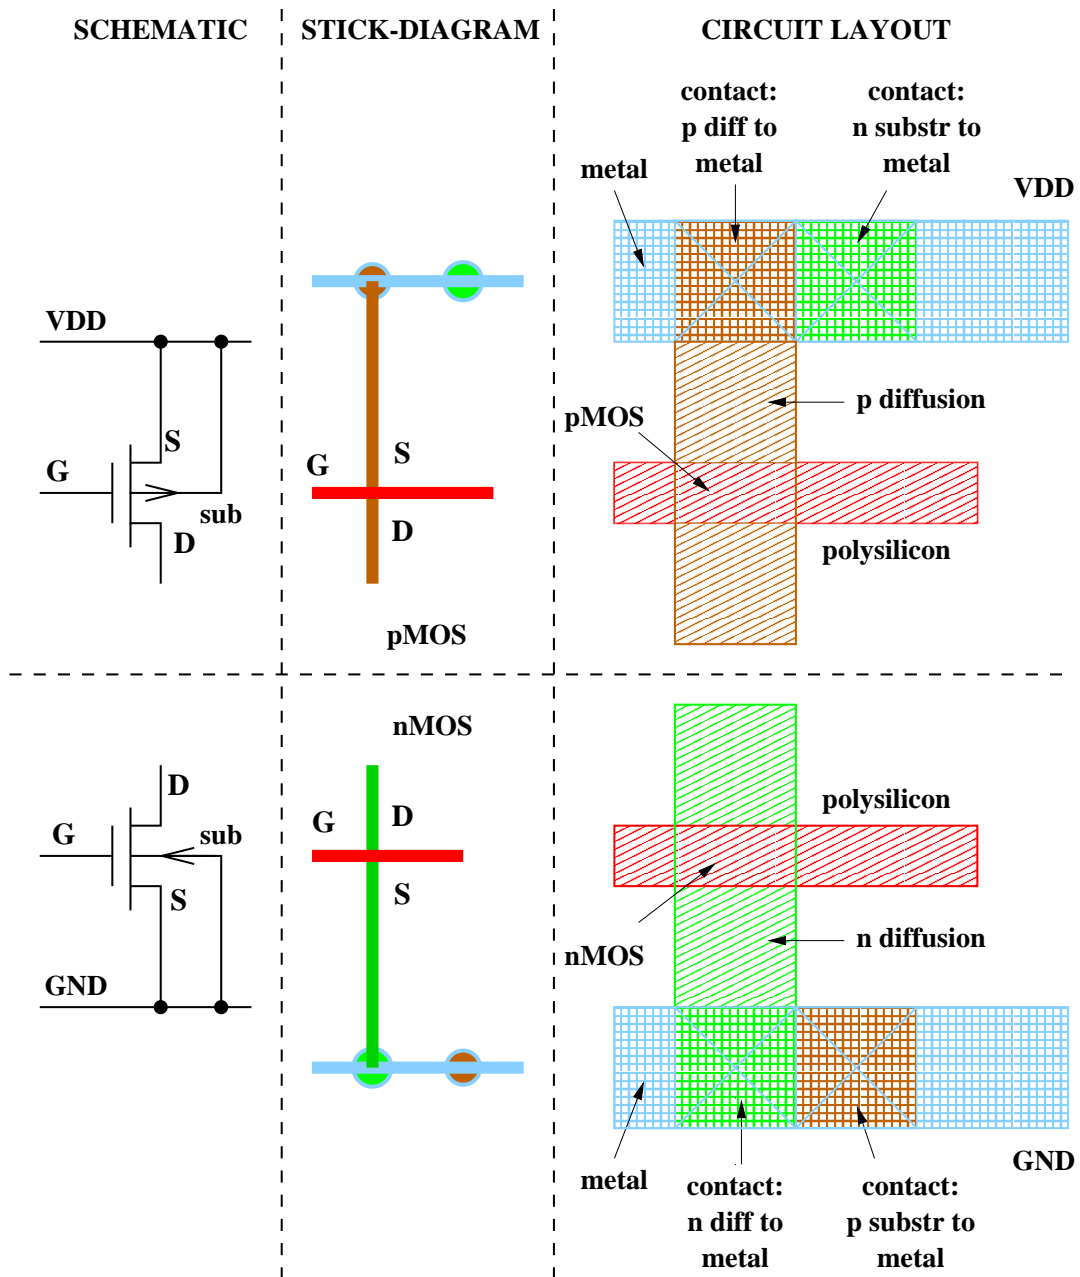 SCHEMATIC
STICK-DIAGRAM
CIRCUIT LAYOUT
contact:
p diff to
metal
contact:
n substr to
metal
metal
VDD
VDD
S
G
sub
D
G
S
D
pMOS
p diffusion
pMOS
polysilicon
nMOS
D
G
sub
S
GND
G
D
S
polysilicon
nMOS
n diffusion
GND
metal
contact:
n diff to
metal
contact:
p substr to
metal